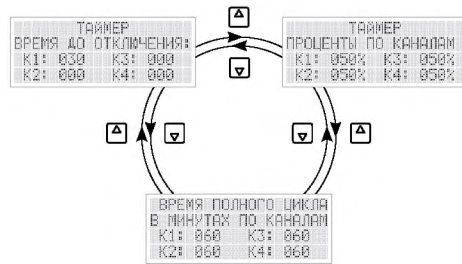 ТАЙМЕР
ВРЕМЯ ДО ОТКЛЮЧЕНИЯ:
К1: 030 К3: 000
К2: 000 К4: 000
ТАЙМЕР
ПРОЦЕНТЫ ПО КАНАЛАМ
К1: 050% К3: 050%
К2: 050% К4: 050%
ВРЕМЯ ПОЛНОГО ЦИКЛА
В МИНУТАХ ПО КАНАЛАМ
К1: 060 К3: 060
К2: 060 К4: 060